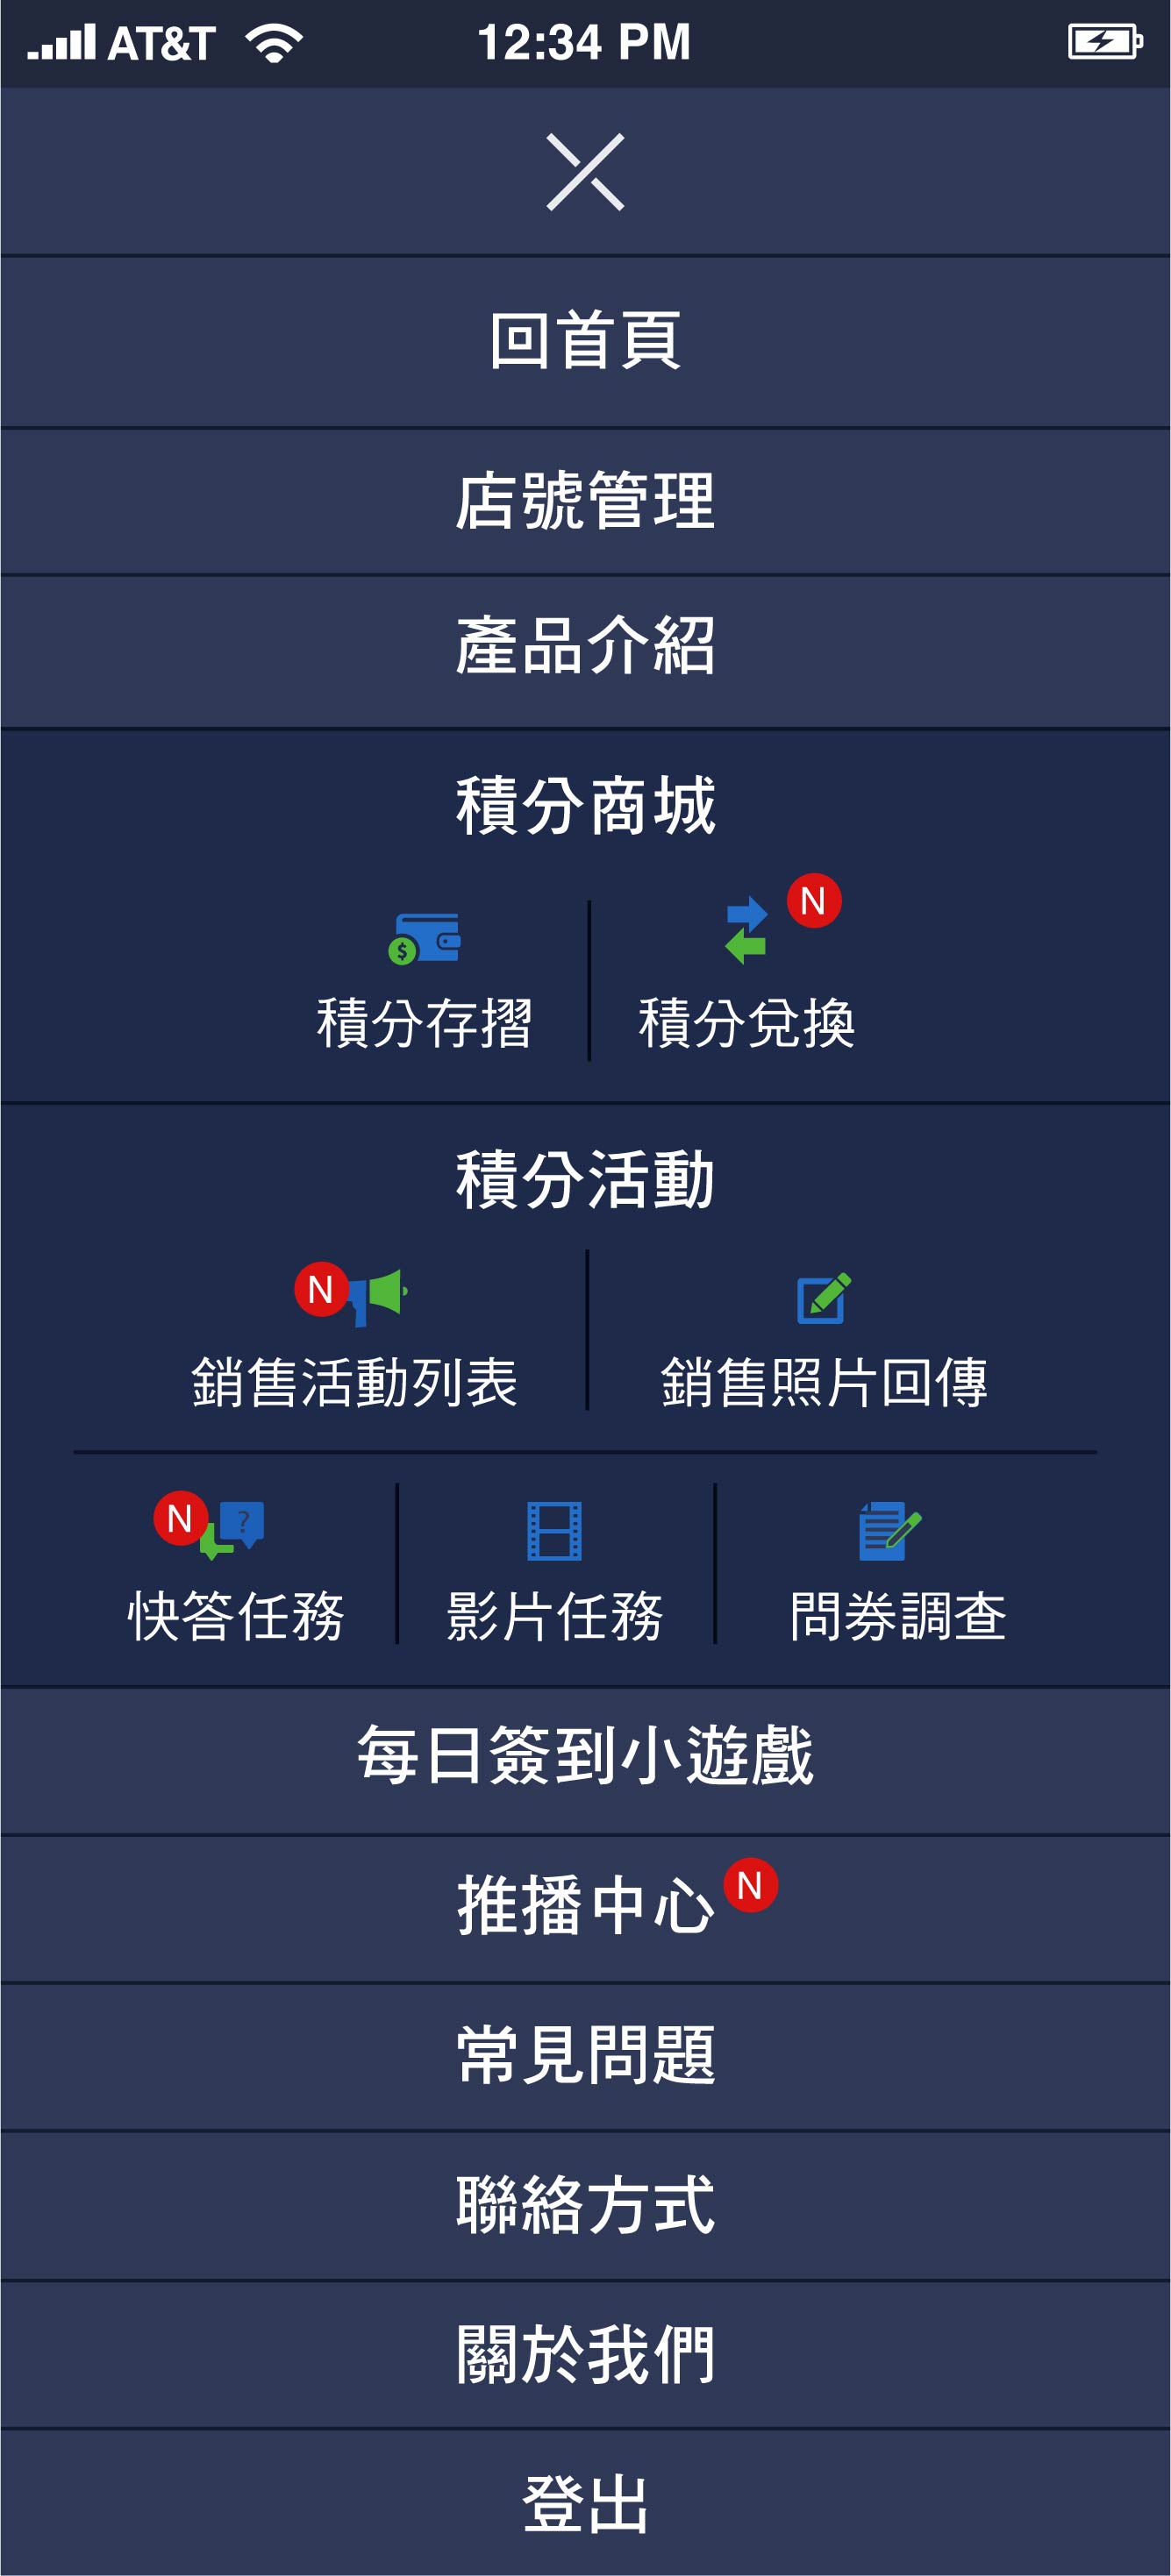 AT&T 12:34 PM
回首頁
店號管理
產品介紹
積分商城
N
積分存摺 積分兌換
積分活動
N
銷售活動列表 銷售照片回傳
N ?
快答任務 影片任務 問券調查
每日簽到小遊戲
推播中心 N
常見問題
聯絡方式
關於我們
登出